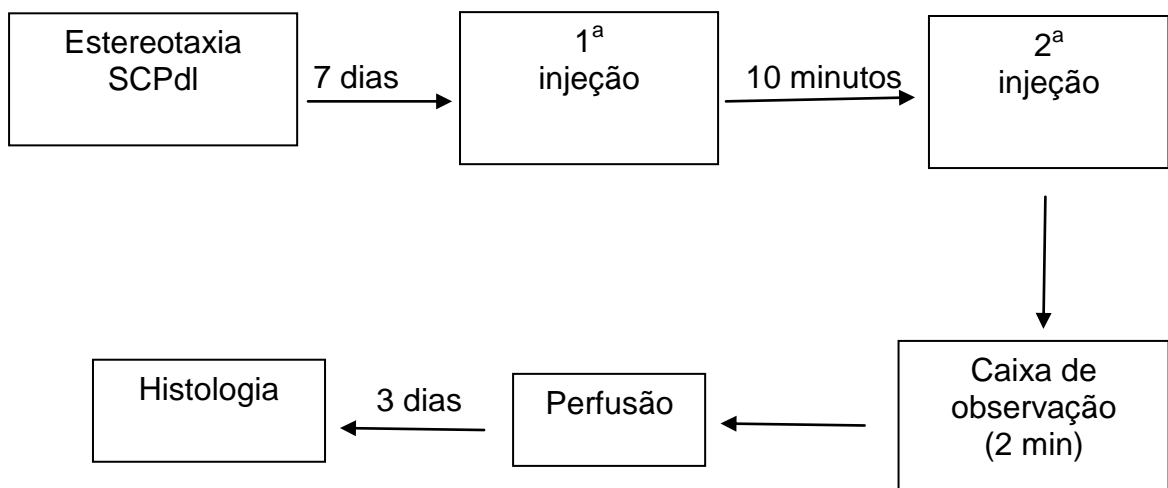 Estereotaxia
SCPdl
7 dias
1ª
injeção
10 minutos
2ª
injeção
Caixa de
observação
(2 min)
Perfusão
3 dias
Histologia